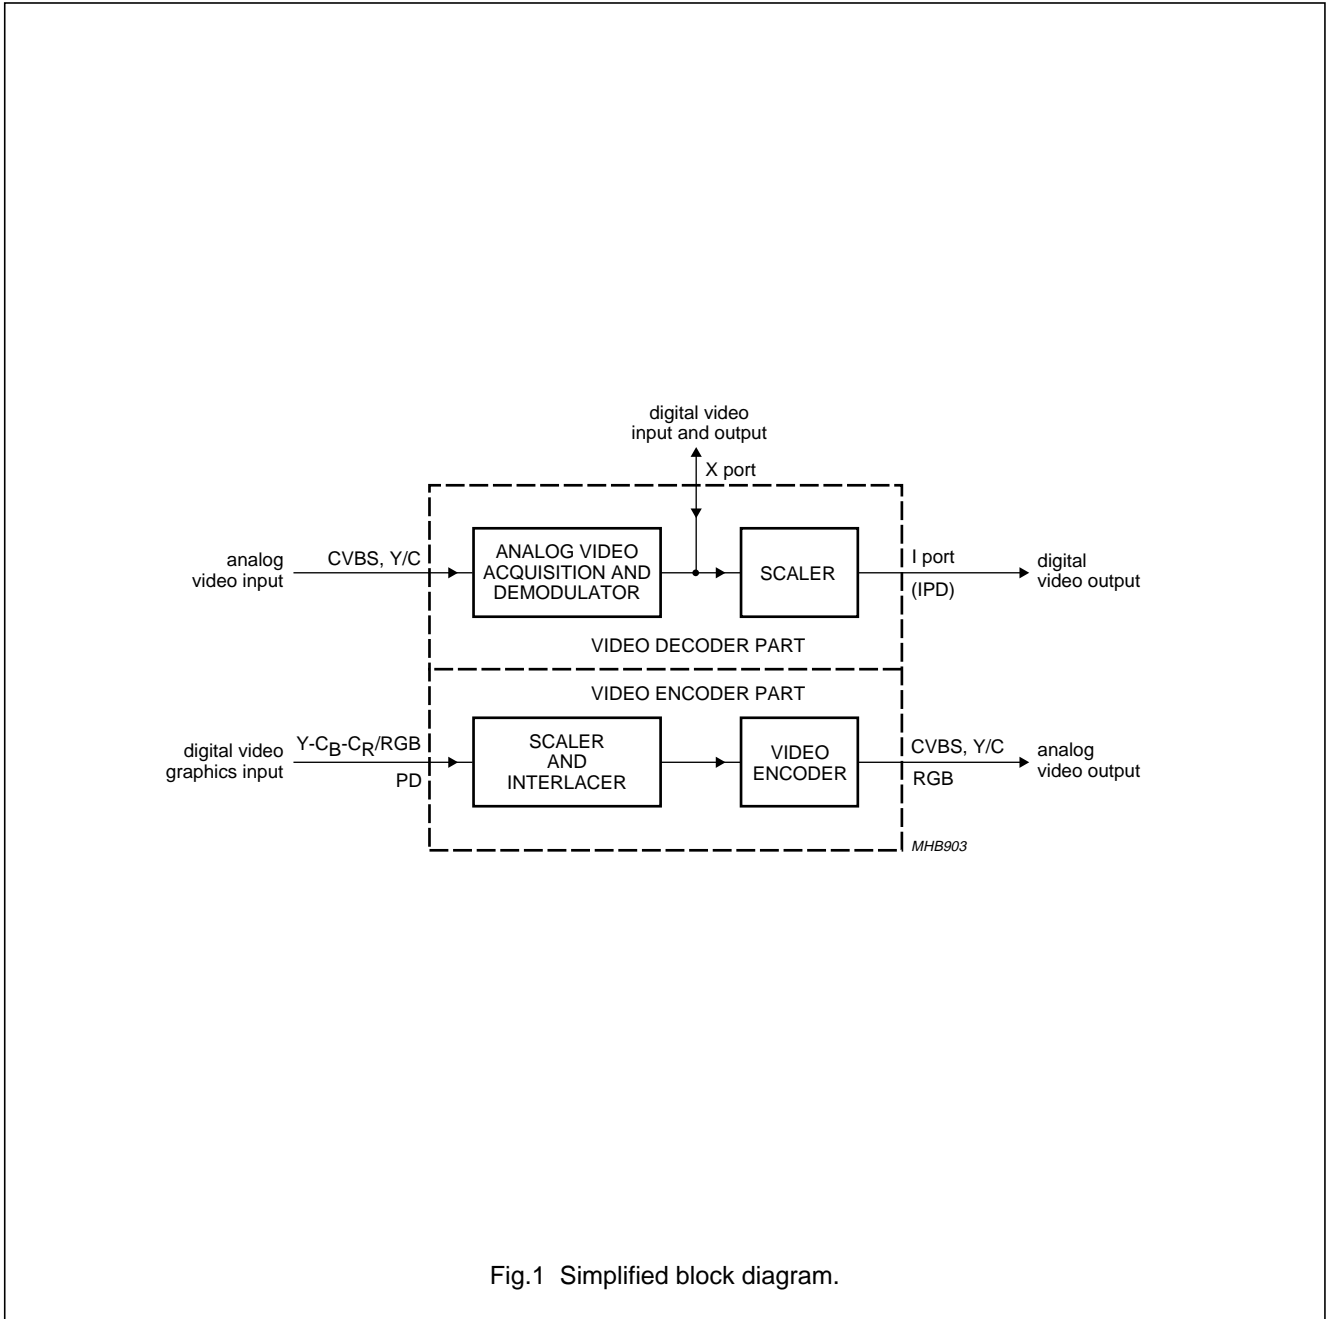 digital video
input and output
X port
analog
video input
CVBS, Y/C
ANALOG VIDEO
ACQUISITION AND
DEMODULATOR
SCALER
I port
(IPD)
digital
video output
VIDEO DECODER PART
VIDEO ENCODER PART
digital video
graphics input
Y-CB-CR/RGB
PD
SCALER
AND
INTERLACER
VIDEO
ENCODER
CVBS, Y/C
RGB
analog
video output
MHB903
Fig.1 Simplified block diagram.